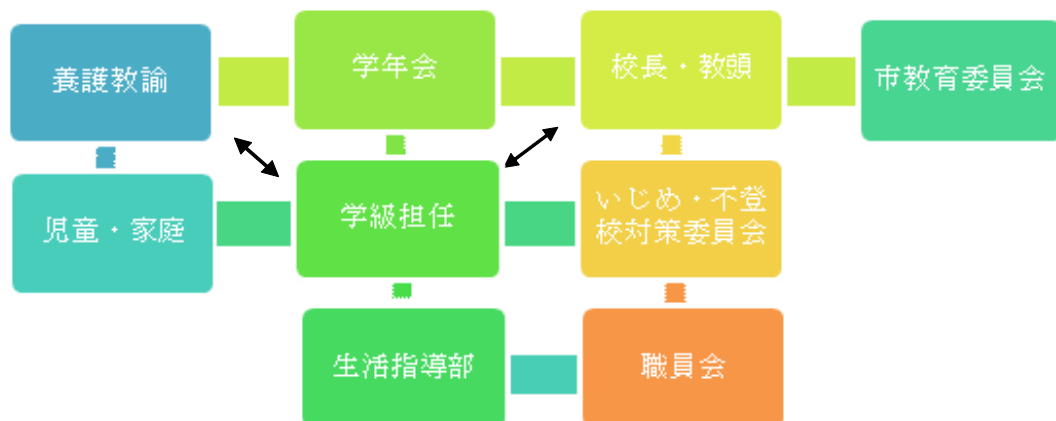 養護教諭
学年会
校長・教頭
市教育委員会
児童・家庭
学級担任
いじめ・不登
校対策委員会
生活指導部
職員会